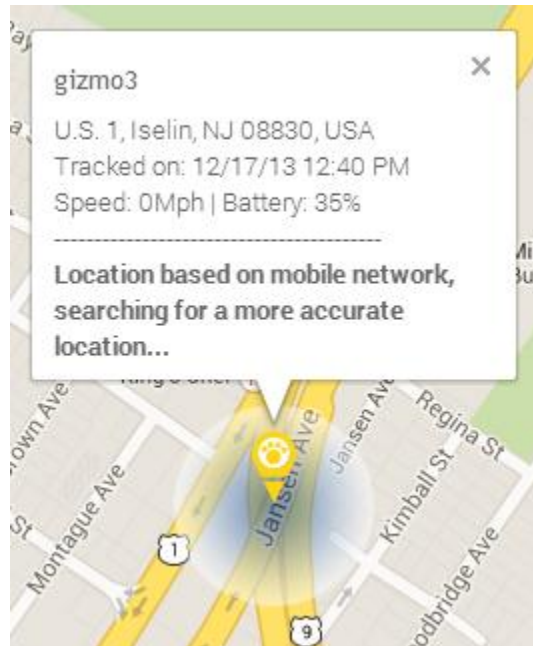 gizmo3
U.S. 1, Iselin, NJ 08830, USA
Tracked on: 12/17/13 12:40 PM
Speed: 0Mph | Battery: 35%
----------------------------------------
Location based on mobile network,
searching for a more accurate
location...
Jansen Ave
Jansen Ave
Regina St
Kimball St
Montague Ave
St
1
9